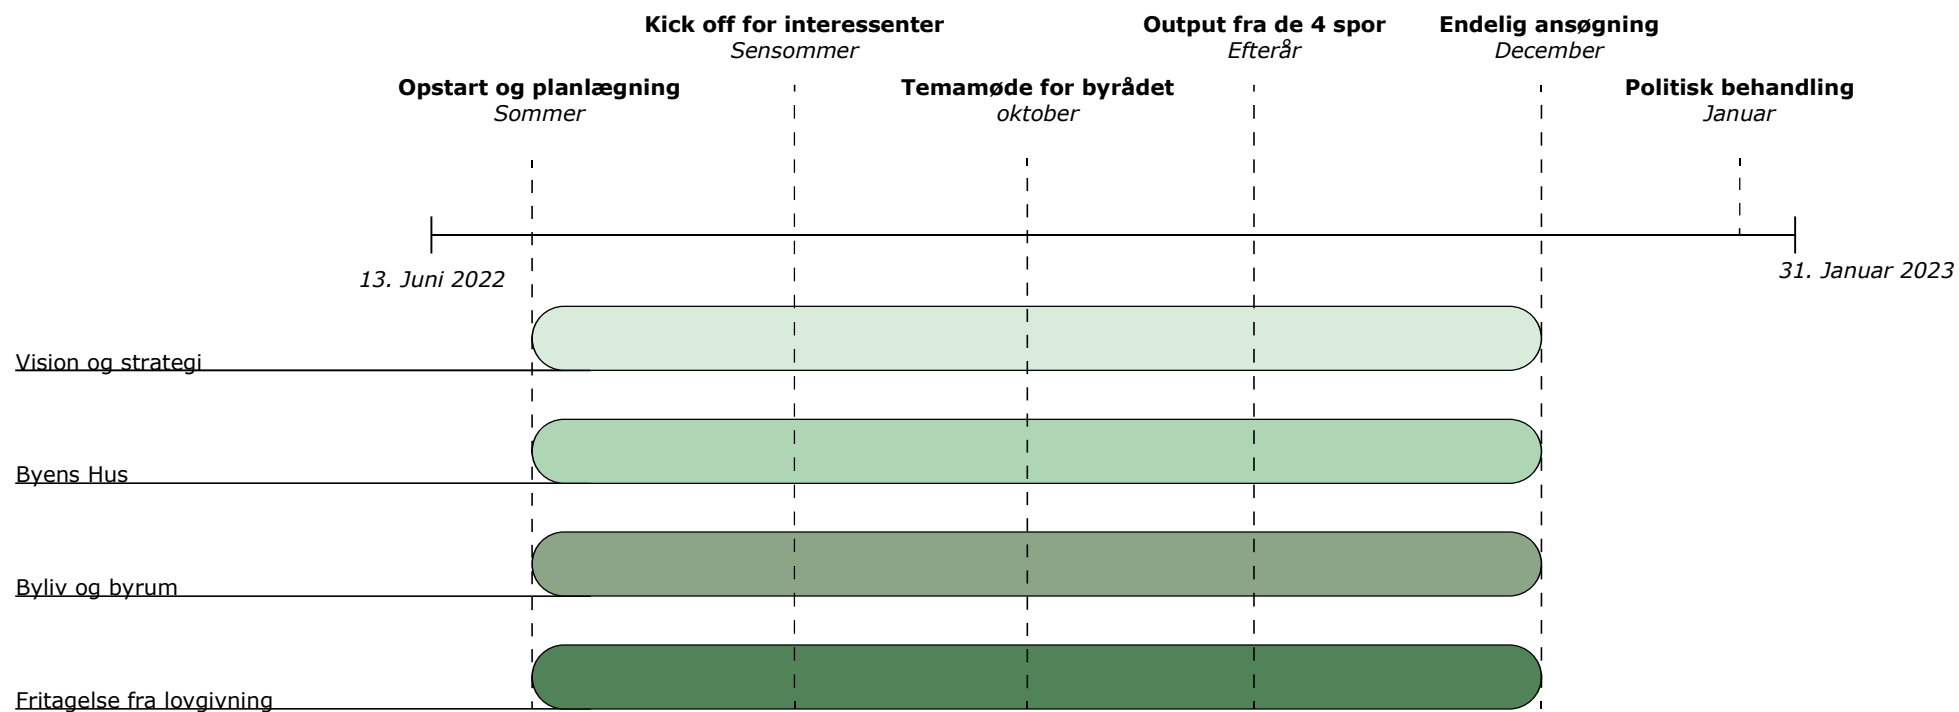 Kick off for interessenter
Sensommer
Output fra de 4 spor
Efterår
Endelig ansøgning
December
Opstart og planlægning
Sommer
Temamøde for byrådet
oktober
Politisk behandling
Januar
13. Juni 2022
31. Januar 2023
Vision og strategi
Byens Hus
Byliv og byrum
Fritagelse fra lovgivning